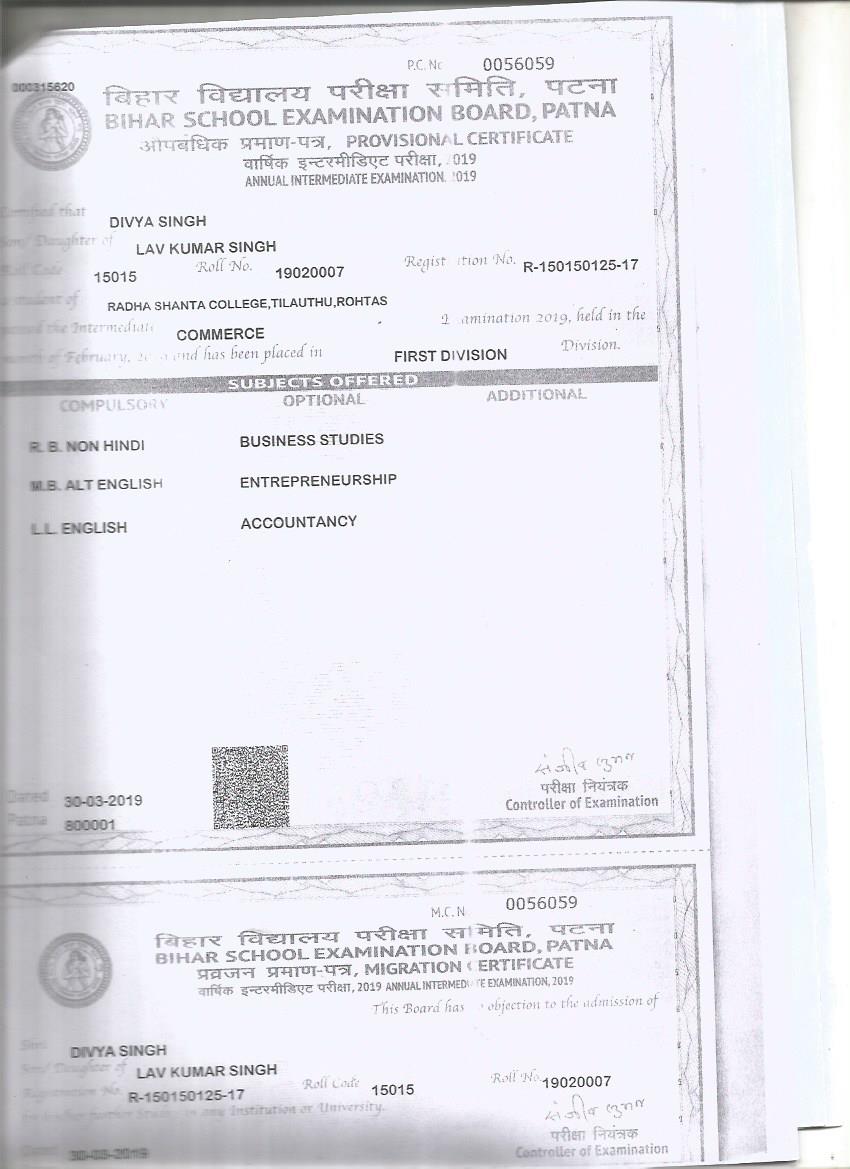 P.C. No 0056059
000315620
बिहार विद्यालय परीक्षा समिति, पटना
BIHAR SCHOOL EXAMINATION BOARD, PATNA
औपबंधिक प्रमाण-पत्र, PROVISIONAL CERTIFICATE
वार्षिक इन्टरमीडिएट परीक्षा, 2019
ANNUAL INTERMEDIATE EXAMINATION, 2019
Certified that DIVYA SINGH
Son/ Daughter of LAV KUMAR SINGH
Roll Code 15015 Roll No. 19020007 Registration No. R-150150125-17
a student of RADHA SHANTA COLLEGE,TILAUTHU,ROHTAS
passed the Intermediate COMMERCE Examination 2019, held in the
month of February, and has been placed in FIRST DIVISION Division.
SUBJECTS OFFERED
COMPULSORY OPTIONAL ADDITIONAL
R. B. NON HINDI BUSINESS STUDIES
M.B. ALT ENGLISH ENTREPRENEURSHIP
L.L. ENGLISH ACCOUNTANCY
संजीव कुमार
Dated 30-03-2019 परीक्षा नियंत्रक
Patna 800001 Controller of Examination
M.C. N 0056059
बिहार विद्यालय परीक्षा समिति, पटना
BIHAR SCHOOL EXAMINATION BOARD, PATNA
प्रव्रजन प्रमाण-पत्र, MIGRATION CERTIFICATE
वार्षिक इन्टरमीडिएट परीक्षा, 2019 ANNUAL INTERMEDIATE EXAMINATION, 2019
This Board has objection to the admission of
Shri DIVYA SINGH
Son/ Daughter of LAV KUMAR SINGH
Registration No. R-150150125-17 Roll Code 15015 Roll No. 19020007
in any Institution or University.
संजीव कुमार
परीक्षा नियंत्रक
Dated 30-03-2019 Controller of Examination